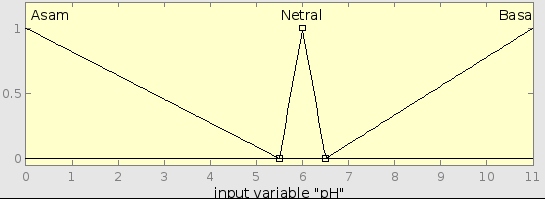 Asam Netral Basa
1
0.5
0
0 1 2 3 4 5 6 7 8 9 10 11
input variable "pH"